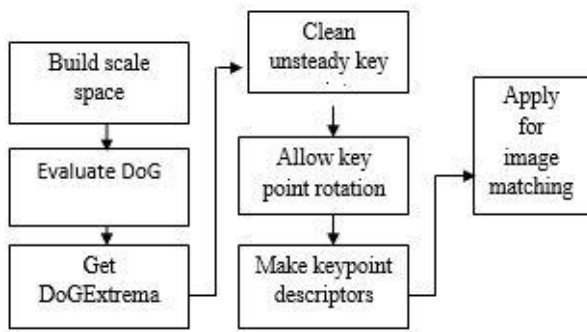 Build scale
space
Evaluate DoG
Get
DoGExtrema
Clean
unsteady key
Allow key
point rotation
Make keypoint
descriptors
Apply
for
image
matching